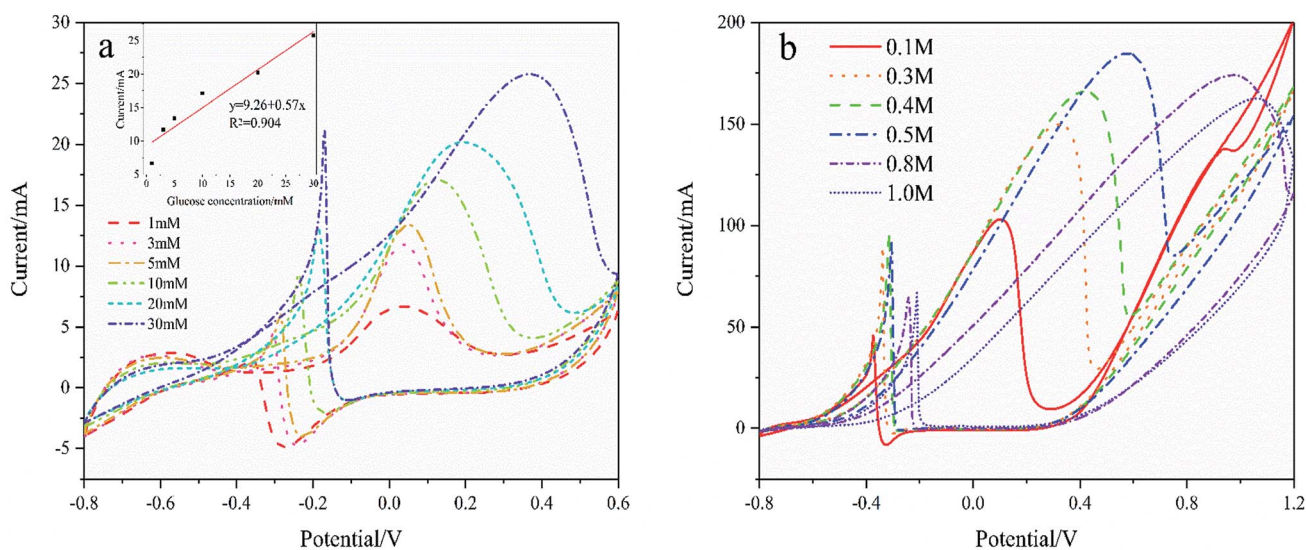 a
Current/mA
30
25
20
15
10
5
0
-5
-0.8
-0.6
-0.4
-0.2
0.0
0.2
0.4
0.6
Potential/V
Current/mA
25
20
15
10
5
0
5
10
20
30
Glucose concentration/mM
y=9.26+0.57x
R²=0.904
1mM
3mM
5mM
10mM
20mM
30mM
b
Current/mA
200
150
100
50
0
-0.8
-0.4
0.0
0.4
0.8
1.2
Potential/V
0.1M
0.3M
0.4M
0.5M
0.8M
1.0M